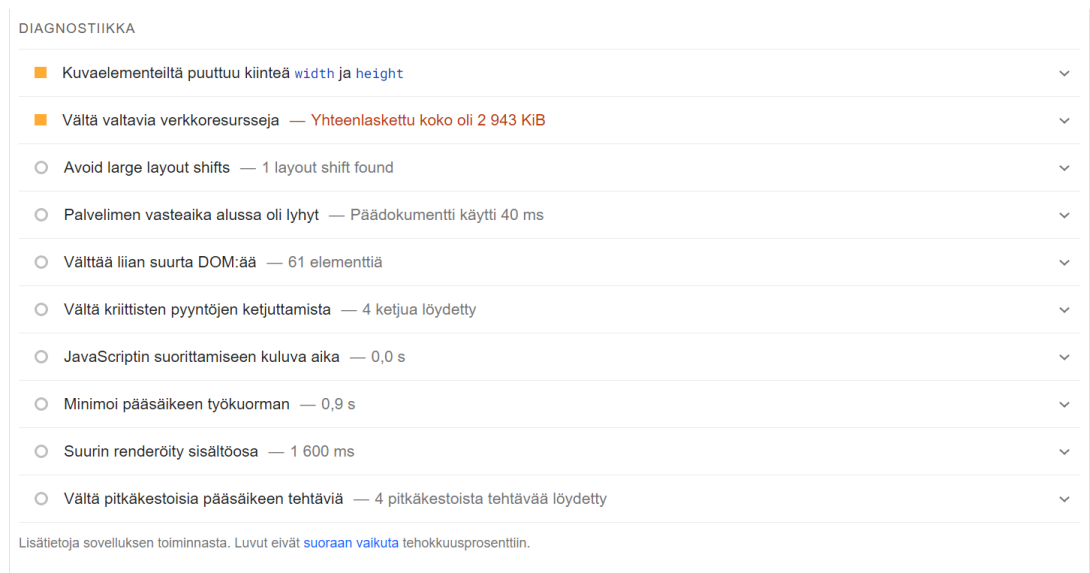 DIAGNOSTIIKKA
Kuvaelementeiltä puuttuu kiinteä width ja height
Vältä valtavia verkkoresursseja — Yhteenlaskettu koko oli 2 943 KiB
Avoid large layout shifts — 1 layout shift found
Palvelimen vasteaika alussa oli lyhyt — Päädokumentti käytti 40 ms
Välttää liian suurta DOM:ää — 61 elementtiä
Vältä kriittisten pyyntöjen ketjuttamista — 4 ketjua löydetty
JavaScriptin suorittamiseen kuluva aika — 0,0 s
Minimoi pääsäikeen työkuorman — 0,9 s
Suurin renderöity sisältöosa — 1 600 ms
Vältä pitkäkestoisia pääsäikeen tehtäviä — 4 pitkäkestoista tehtävää löydetty
Lisätietoja sovelluksen toiminnasta. Luvut eivät suoraan vaikuta tehokkuusprosenttiin.